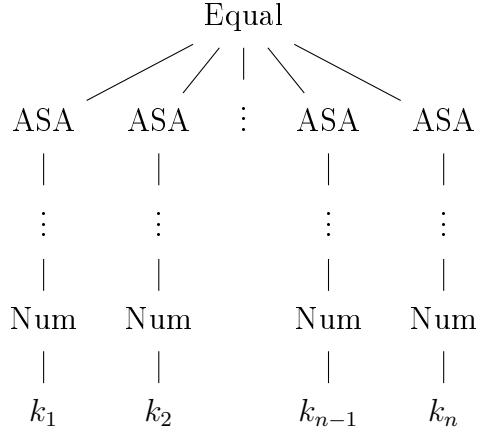 Equal
ASA ASA ⋮ ASA ASA
⋮ ⋮ ⋮ ⋮
Num Num Num Num
k₁ k₂ kₙ₋₁ kₙ